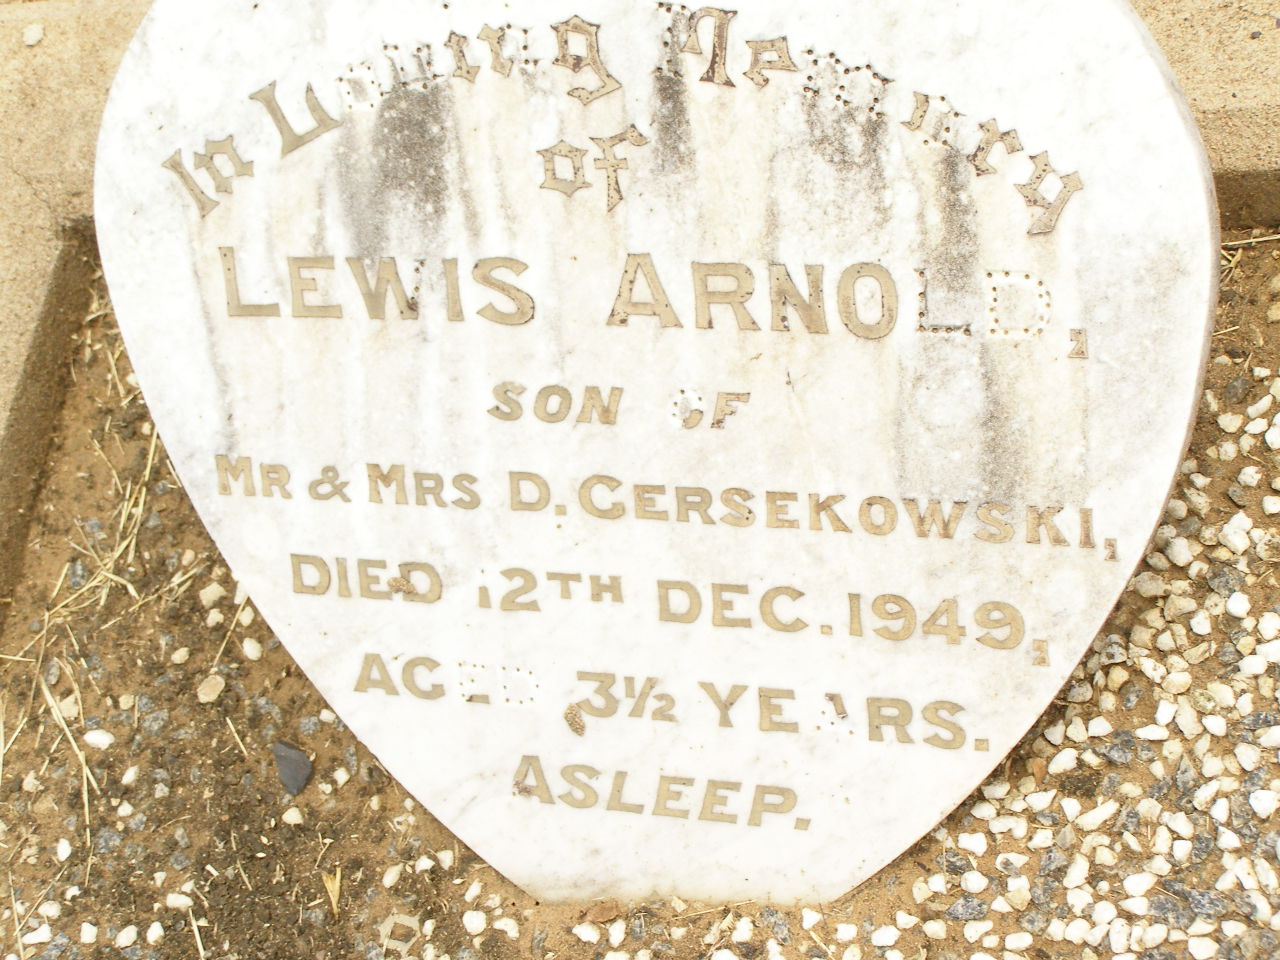 In Loving Memory
of
LEWIS ARNOLD,
SON OF
MR & MRS D. GERSEKOWSKI,
DIED 12TH DEC. 1949,
AGED 3½ YEARS.
ASLEEP.